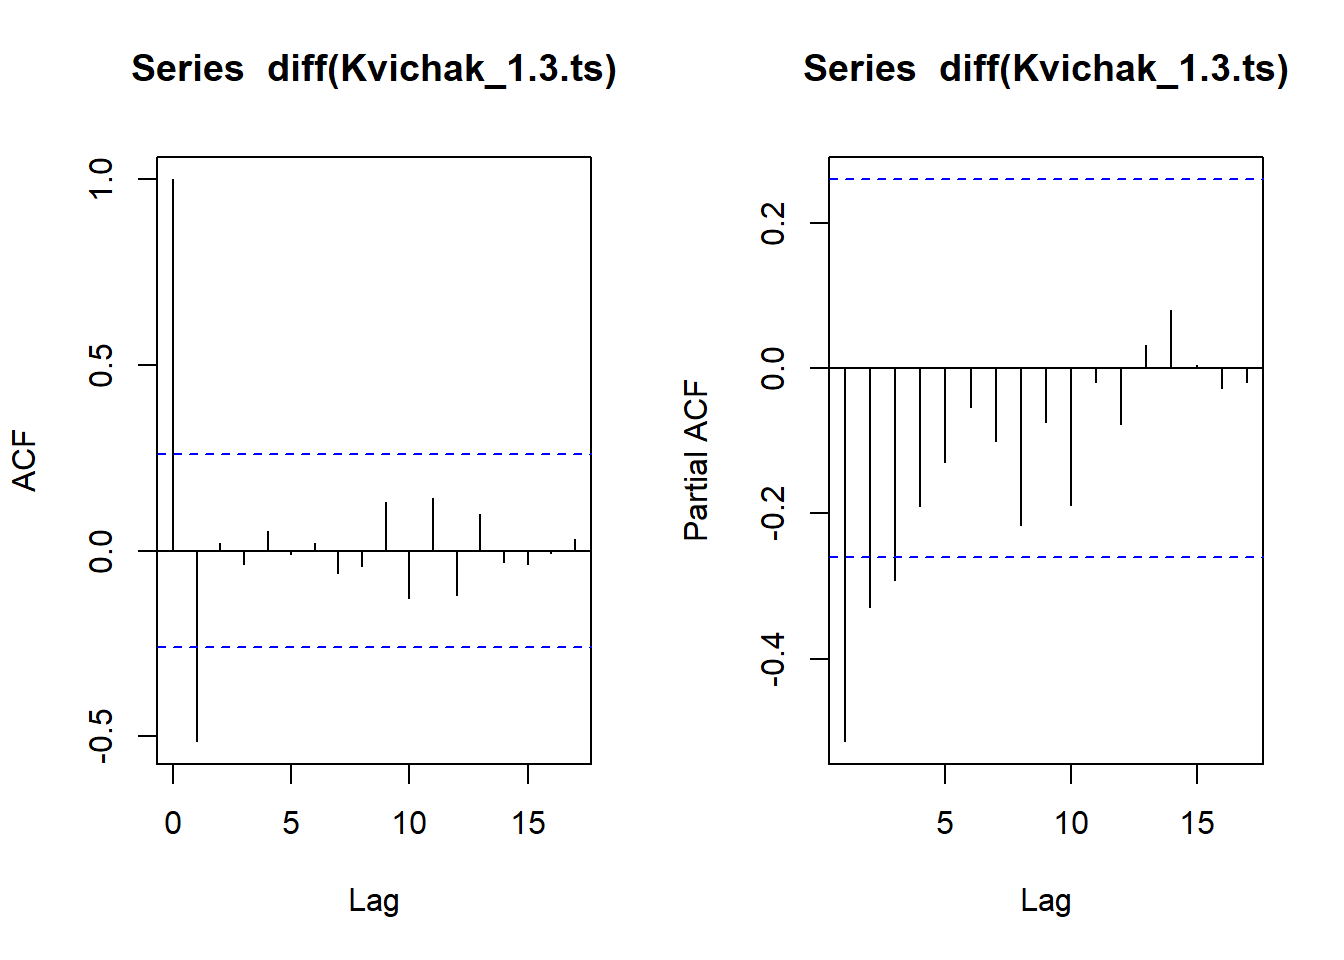 Series diff(Kvichak_1.3.ts)
ACF
1.0
0.5
0.0
-0.5
0 5 10 15
Lag
Series diff(Kvichak_1.3.ts)
Partial ACF
0.2
0.0
-0.2
-0.4
5 10 15
Lag